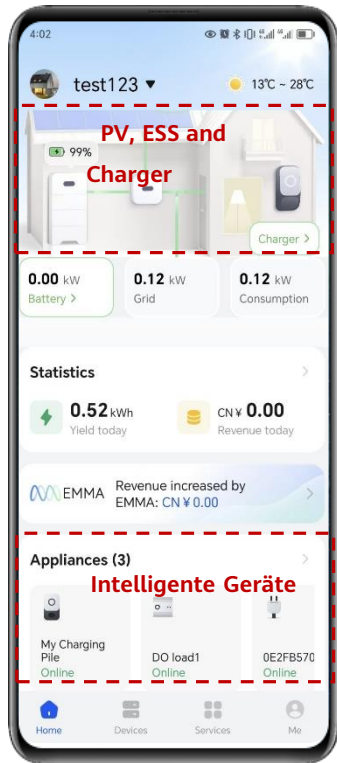 4:02
test123
13℃ ~ 28℃
PV, ESS and
99%
Charger
Charger >
0.00 kW
0.12 kW
0.12 kW
Battery >
Grid
Consumption
Statistics
0.52 kWh
CN¥ 0.00
Yield today
Revenue today
EMMA
Revenue increased by
EMMA: CN ¥ 0.00
Appliances (3)
Intelligente Geräte
My Charging
Pile
DO load1
0E2FB570
Online
Online
Online
Home
Devices
Services
Me